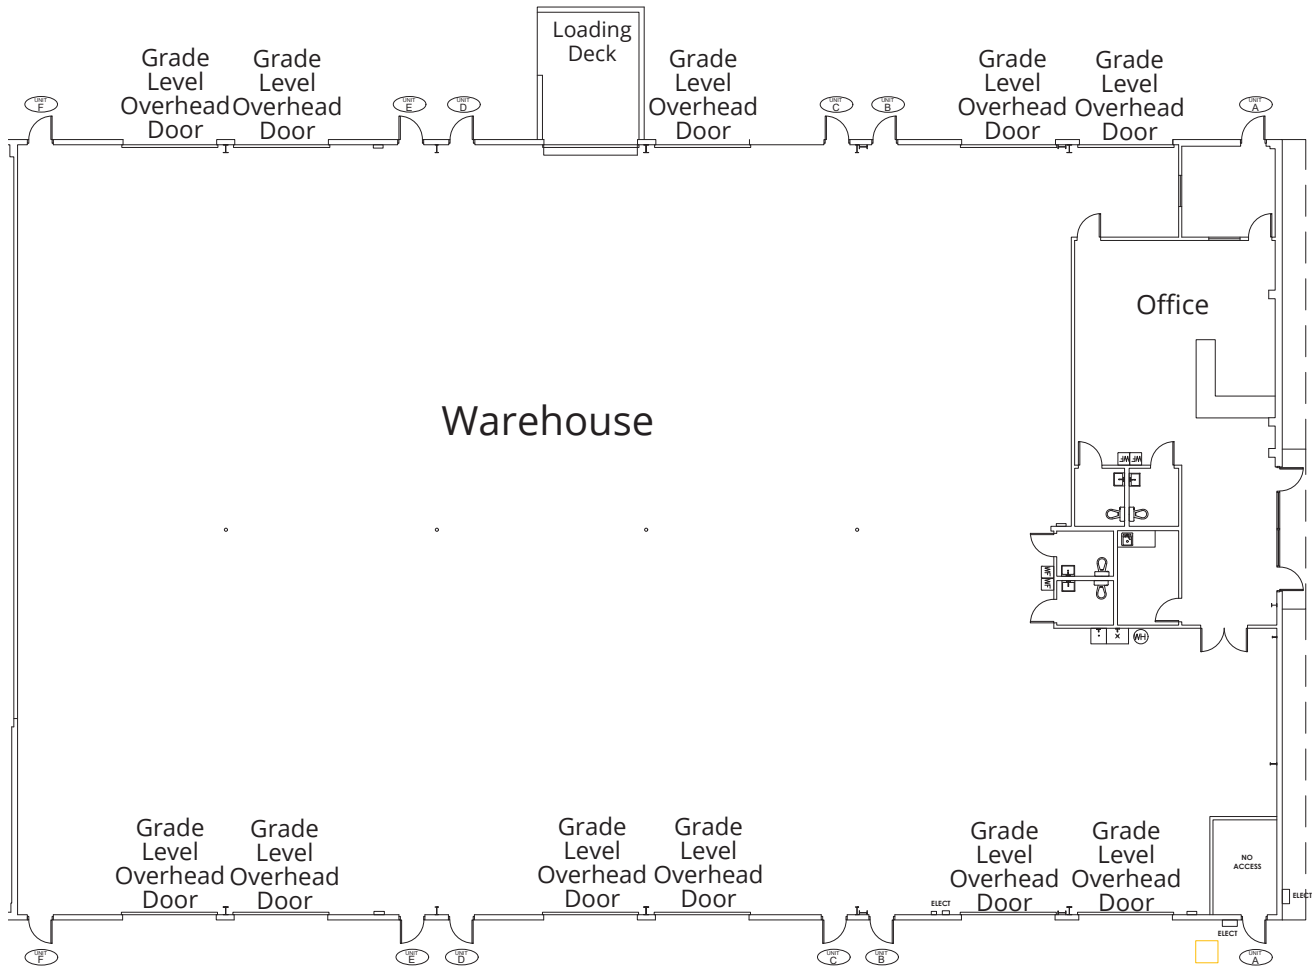 Loading
Deck
Grade
Level
Overhead
Door
Grade
Level
Overhead
Door
Grade
Level
Overhead
Door
Grade
Level
Overhead
Door
Grade
Level
Overhead
Door
UNIT
F
UNIT
E
UNIT
D
UNIT
C
UNIT
B
UNIT
A
Office
Warehouse
WF
WF
WF
WF
WH
Grade
Level
Overhead
Door
Grade
Level
Overhead
Door
Grade
Level
Overhead
Door
Grade
Level
Overhead
Door
Grade
Level
Overhead
Door
Grade
Level
Overhead
Door
NO
ACCESS
ELECT
ELECT
ELECT
UNIT
F
UNIT
E
UNIT
D
UNIT
C
UNIT
B
UNIT
A